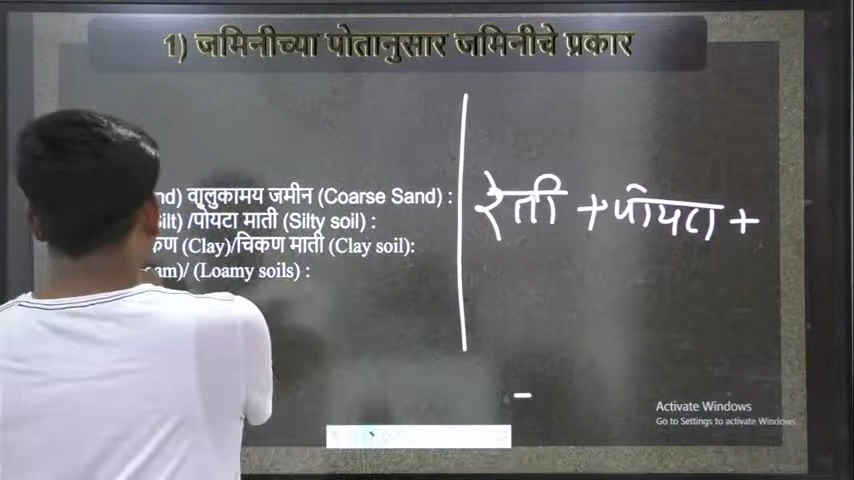 1) जमिनीच्या पोतानुसार जमिनीचे प्रकार
nd) वालुकामय जमीन (Coarse Sand) :
ilt) /पोयटा माती (Silty soil) :
कण (Clay)/चिकण माती (Clay soil):
am)/ (Loamy soils) :
रेती + पोयटा +
Activate Windows
Go to Settings to activate Windows.